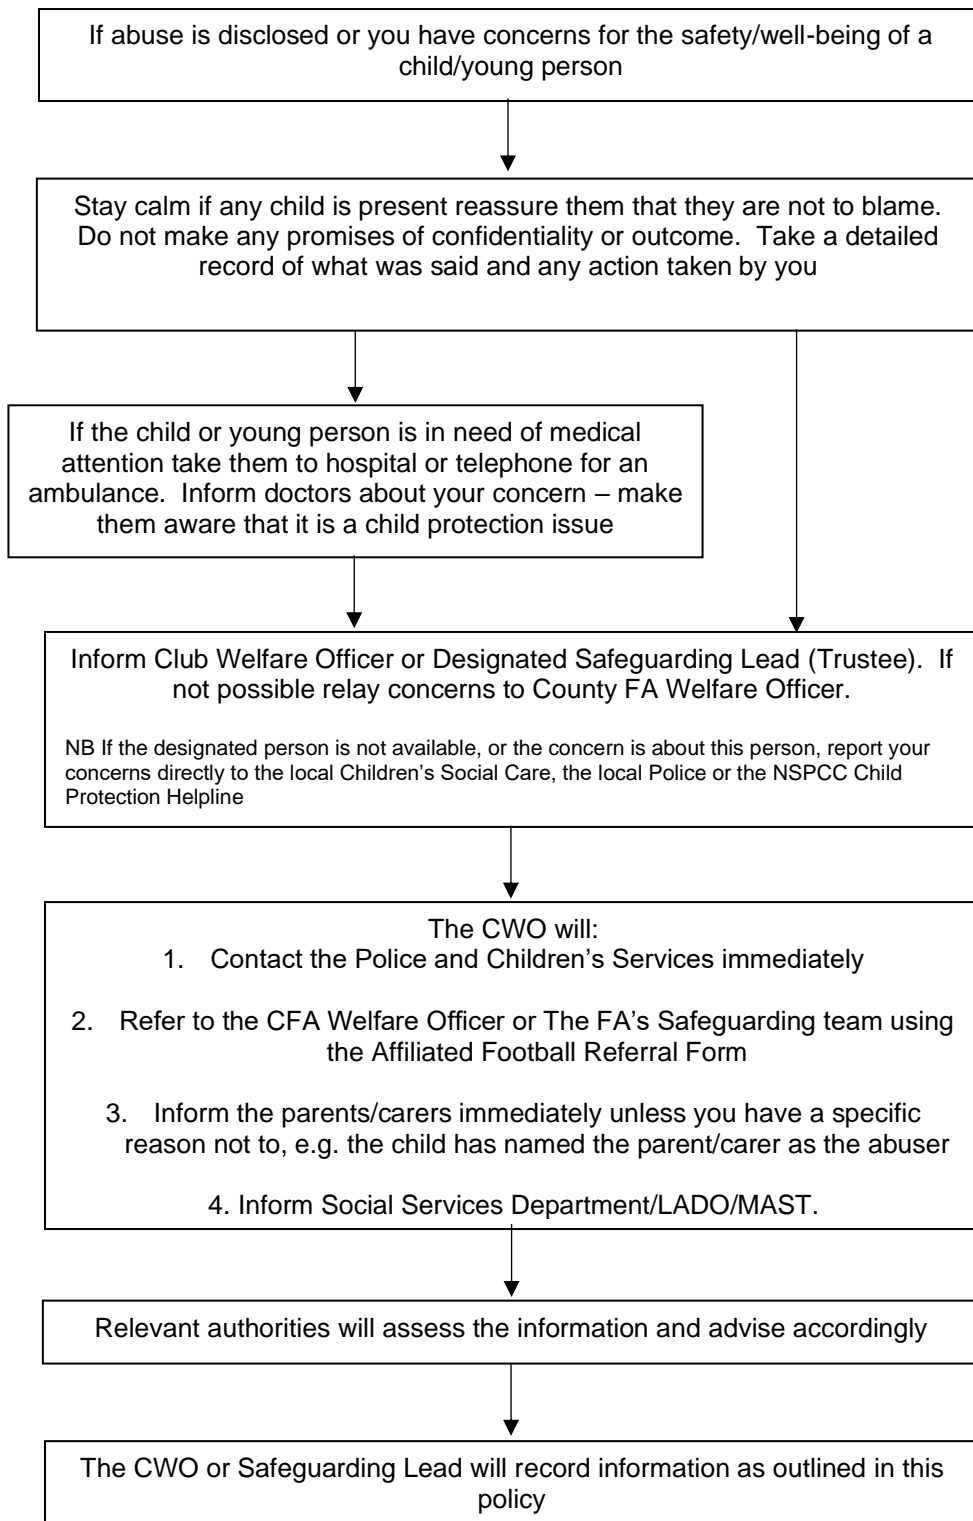 If abuse is disclosed or you have concerns for the safety/well-being of a
child/young person
Stay calm if any child is present reassure them that they are not to blame.
Do not make any promises of confidentiality or outcome.  Take a detailed
record of what was said and any action taken by you
If the child or young person is in need of medical
attention take them to hospital or telephone for an
ambulance.  Inform doctors about your concern – make
them aware that it is a child protection issue
Inform Club Welfare Officer or Designated Safeguarding Lead (Trustee).  If
not possible relay concerns to County FA Welfare Officer.
NB If the designated person is not available, or the concern is about this person, report your
concerns directly to the local Children’s Social Care, the local Police or the NSPCC Child
Protection Helpline
The CWO will:
1.   Contact the Police and Children’s Services immediately
2.   Refer to the CFA Welfare Officer or The FA’s Safeguarding team using
the Affiliated Football Referral Form
3.   Inform the parents/carers immediately unless you have a specific
reason not to, e.g. the child has named the parent/carer as the abuser
4. Inform Social Services Department/LADO/MAST.
Relevant authorities will assess the information and advise accordingly
The CWO or Safeguarding Lead will record information as outlined in this
policy